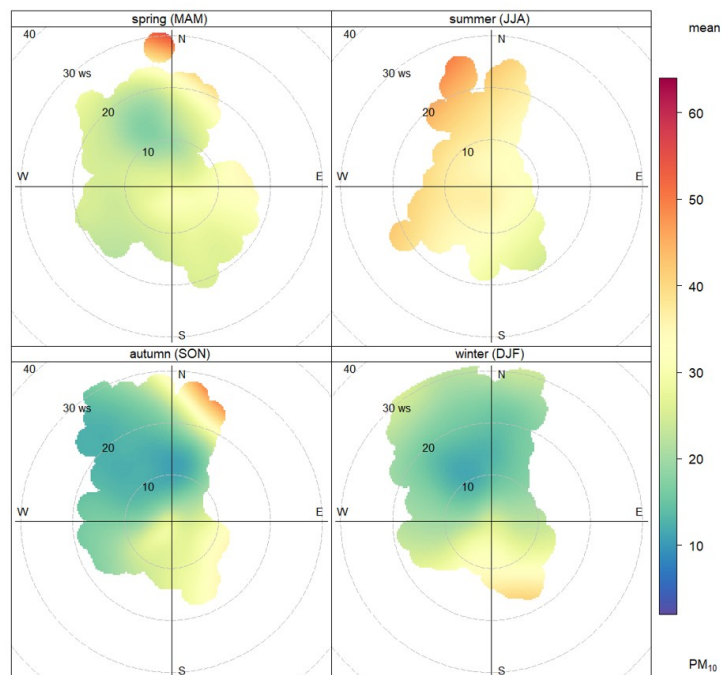 spring (MAM)
40
30 ws
20
10
N
W
E
S
summer (JJA)
40
30 ws
20
10
N
W
E
S
autumn (SON)
40
30 ws
20
10
N
W
E
S
winter (DJF)
40
30 ws
20
10
N
W
E
S
mean
60
50
40
30
20
10
PM₁₀